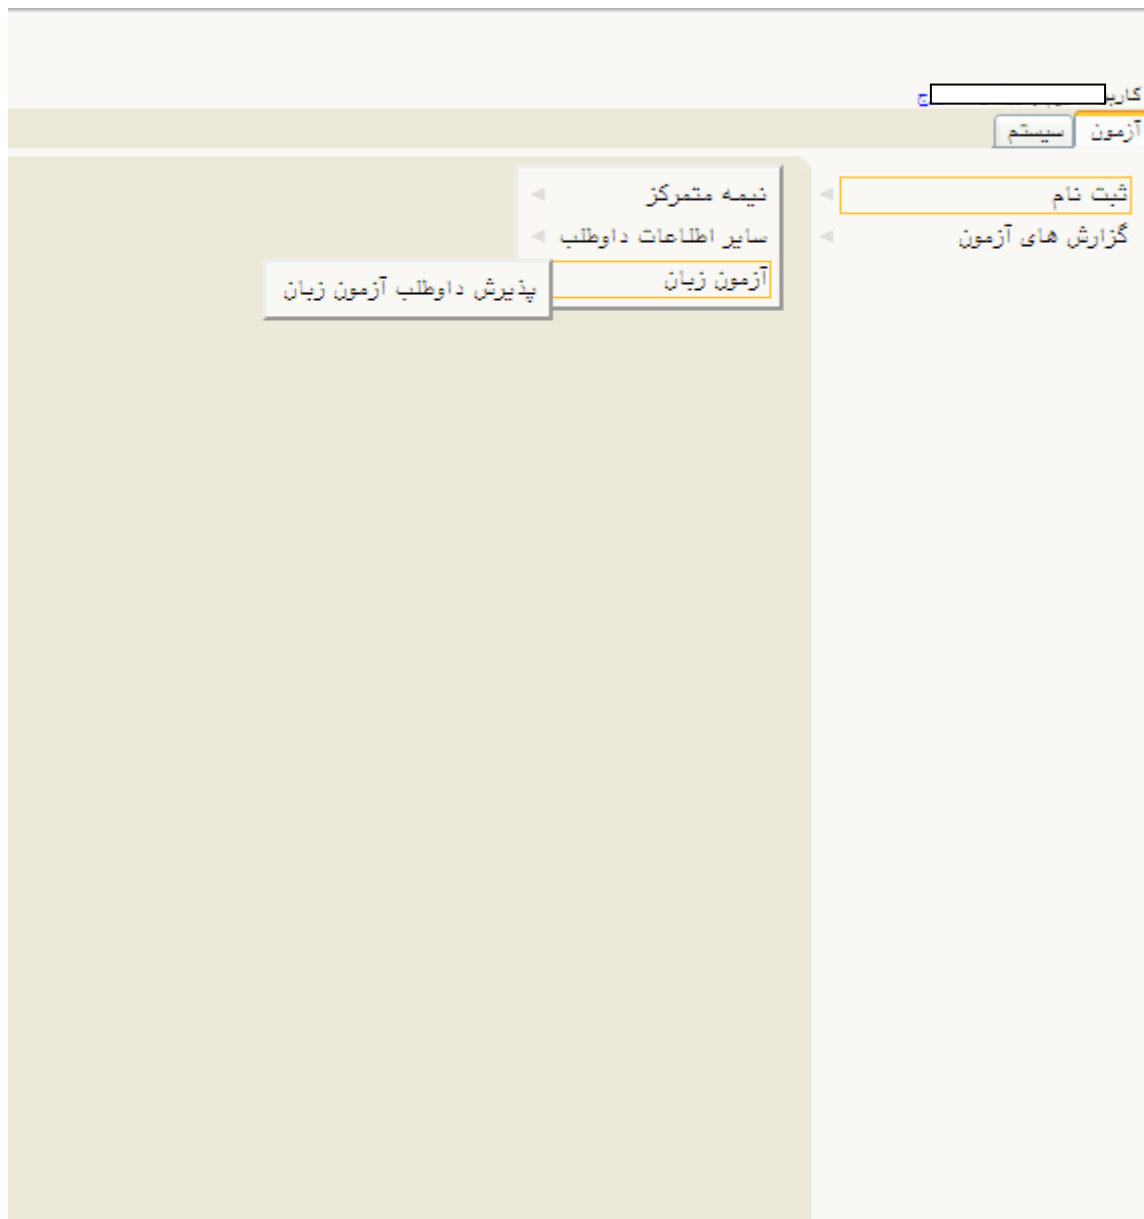 کاربر
آزمون سیستم
ثبت نام
گزارش های آزمون
نیمه متمرکز
سایر اطلاعات داوطلب
آزمون زبان
پذیرش داوطلب آزمون زبان